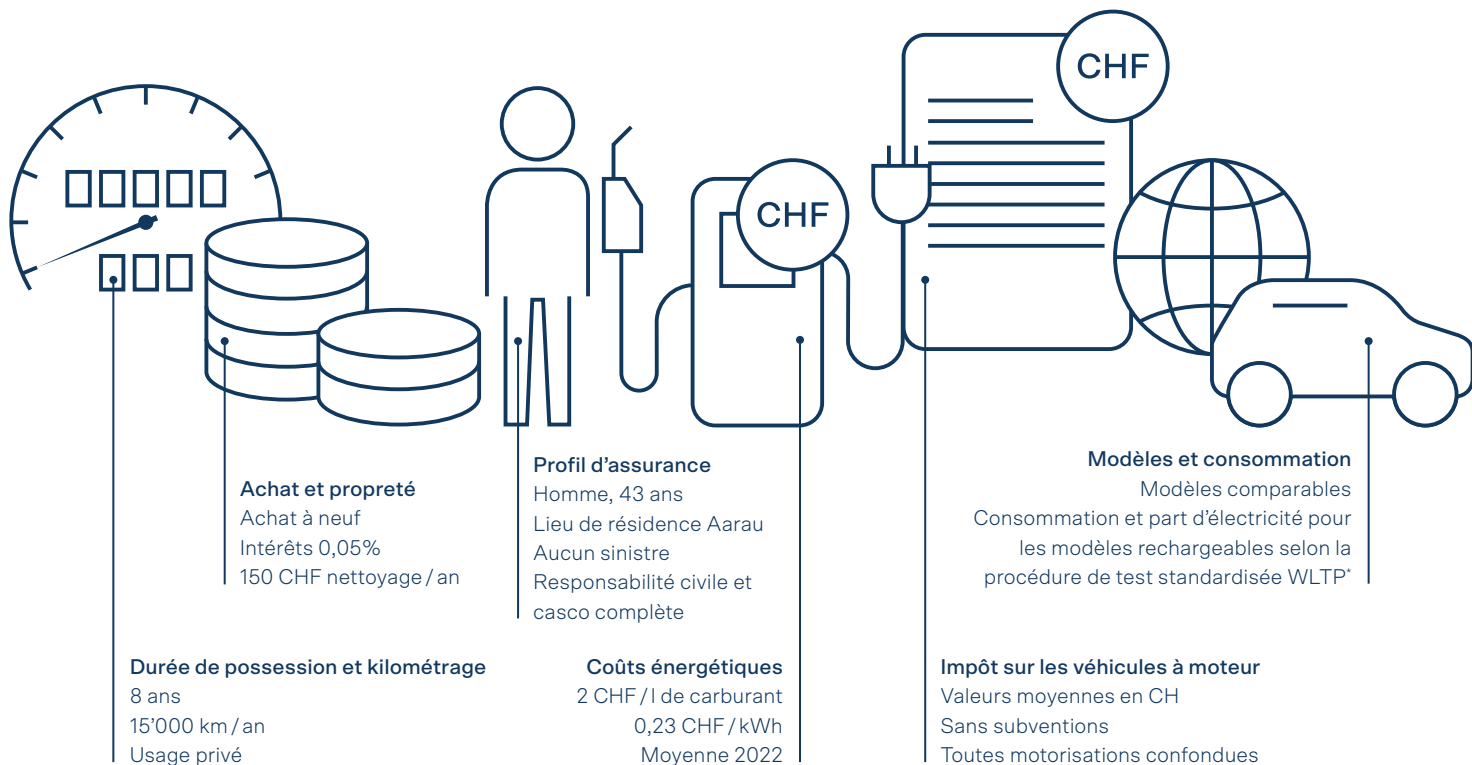 CHF
CHF
Achat et propreté
Achat à neuf
Intérêts 0,05%
150 CHF nettoyage / an
Profil d’assurance
Homme, 43 ans
Lieu de résidence Aarau
Aucun sinistre
Responsabilité civile et
casco complète
Modèles et consommation
Modèles comparables
Consommation et part d’électricité pour
les modèles rechargeables selon la
procédure de test standardisée WLTP*
Durée de possession et kilométrage
8 ans
15’000 km / an
Usage privé
Coûts énergétiques
2 CHF / l de carburant
0,23 CHF / kWh
Moyenne 2022
Impôt sur les véhicules à moteur
Valeurs moyennes en CH
Sans subventions
Toutes motorisations confondues